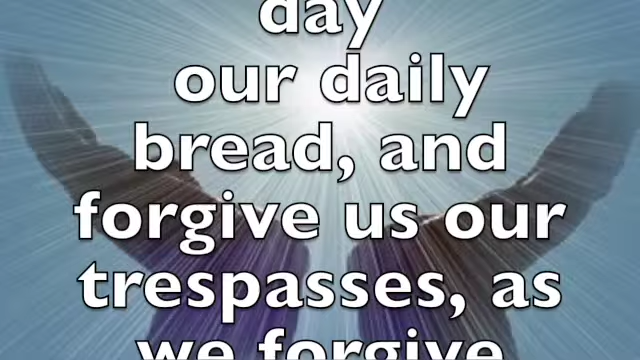 day
our daily
bread, and
forgive us our
trespasses, as
we forgive